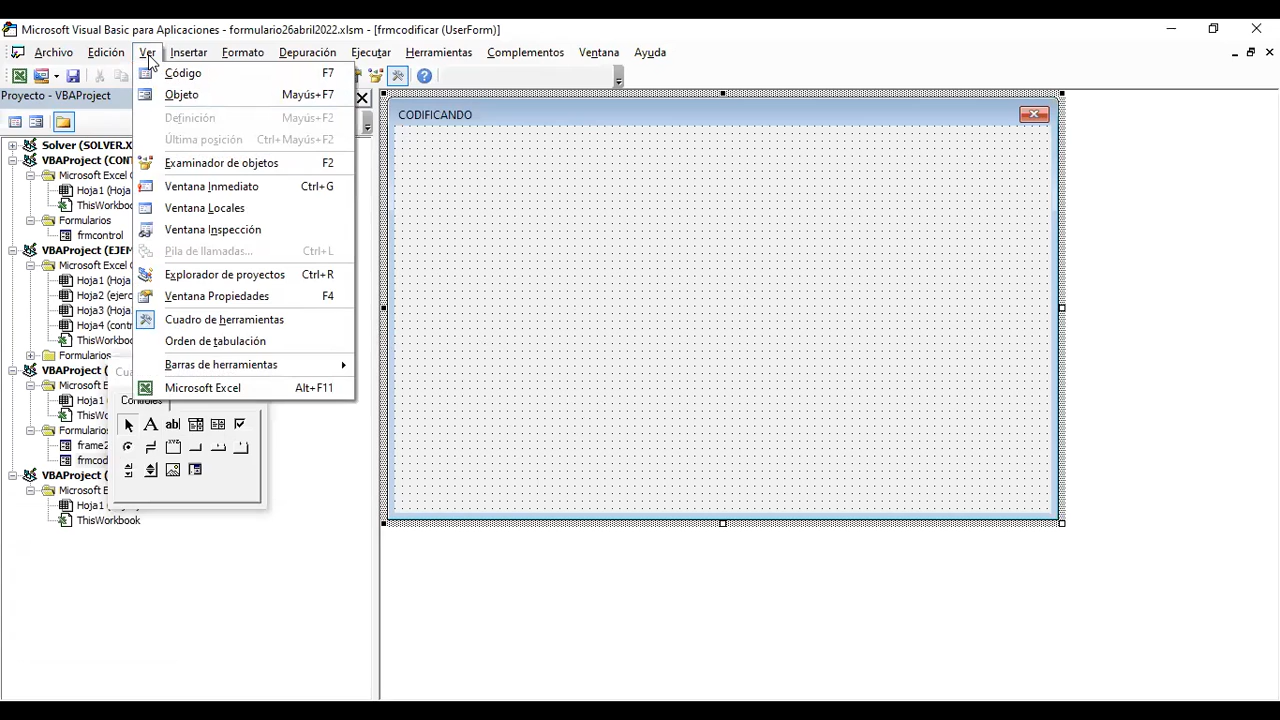 Microsoft Visual Basic para Aplicaciones - formulario26abril2022.xlsm - [frmcodificar (UserForm)]
Archivo Edición Ver Insertar Formato Depuración Ejecutar Herramientas Complementos Ventana Ayuda
Proyecto - VBAProject
Código F7
Objeto Mayús+F7
Definición Mayús+F2
Última posición Ctrl+Mayús+F2
Examinador de objetos F2
Ventana Inmediato Ctrl+G
Ventana Locales
Ventana Inspección
Pila de llamadas... Ctrl+L
Explorador de proyectos Ctrl+R
Ventana Propiedades F4
Cuadro de herramientas
Orden de tabulación
Barras de herramientas
Microsoft Excel Alt+F11
Solver (SOLVER.X
VBAProject (CON
Microsoft Excel O
Hoja1 (Hoja
ThisWorkboo
Formularios
frmcontrol
VBAProject (EJEM
Microsoft Excel O
Hoja1 (Hoja
Hoja2 (ejerc
Hoja3 (Hoja
Hoja4 (contr
ThisWorkboo
Formularios
VBAProject (
Cua
Microsoft E
Hoja1
Controles
ThisWo
Formularios
frame2
frmcod
VBAProject (
Microsoft E
Hoja1
ThisWorkbook
A abl
CODIFICANDO